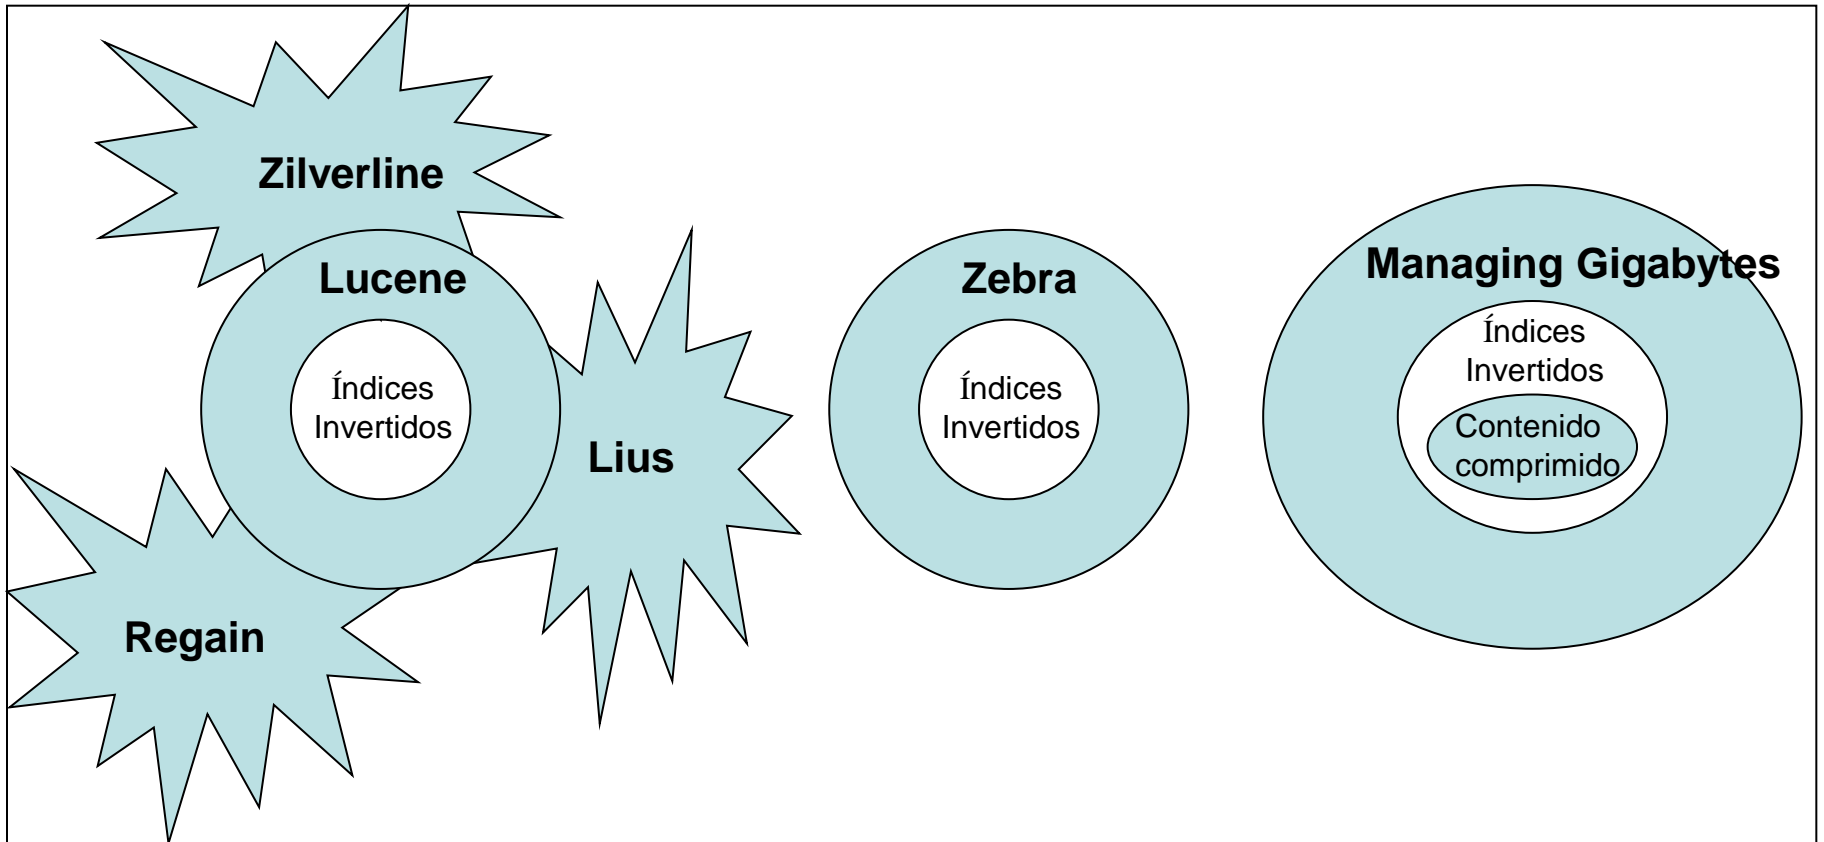 Zilverline
Lucene
Índices
Invertidos
Lius
Regain
Zebra
Índices
Invertidos
Managing Gigabytes
Índices
Invertidos
Contenido
comprimido